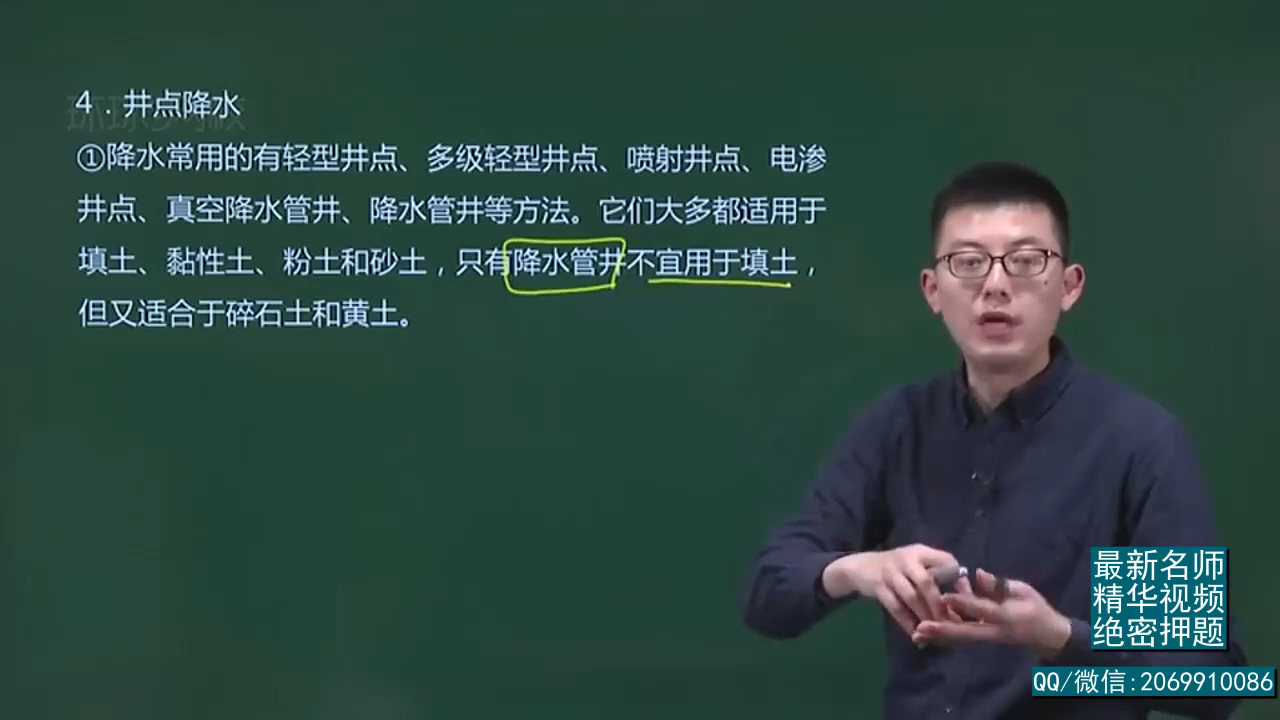 4．井点降水
①降水常用的有轻型井点、多级轻型井点、喷射井点、电渗
井点、真空降水管井、降水管井等方法。它们大多都适用于
填土、黏性土、粉土和砂土，只有降水管井不宜用于填土，
但又适合于碎石土和黄土。
最新名师
精华视频
绝密押题
QQ/微信:2069910086